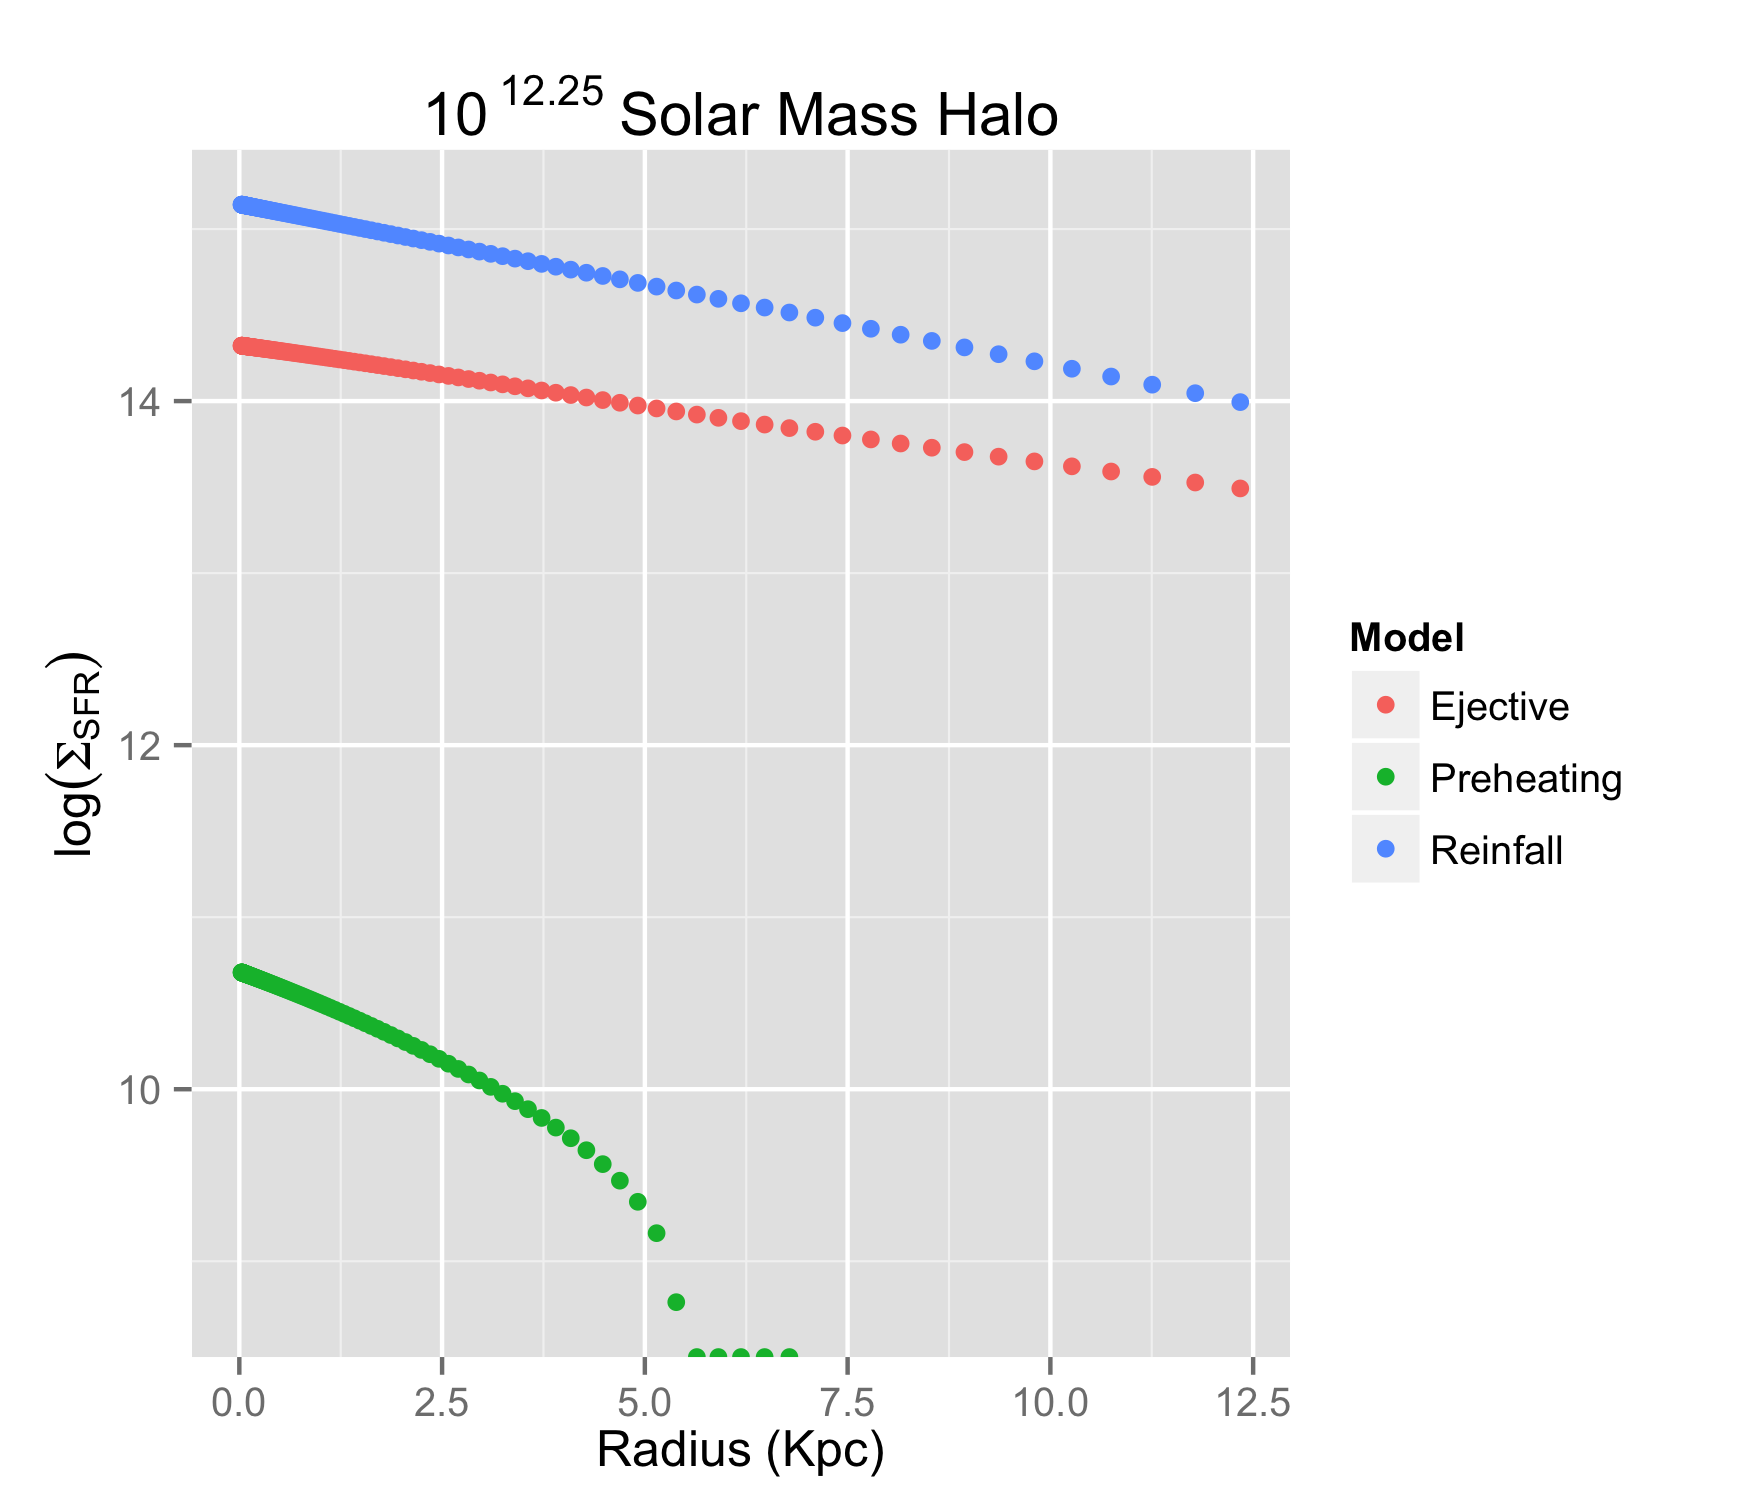 10 12.25 Solar Mass Halo
14
12
10
log(ΣSFR)
0.0 2.5 5.0 7.5 10.0 12.5
Radius (Kpc)
Model
Ejective
Preheating
Reinfall